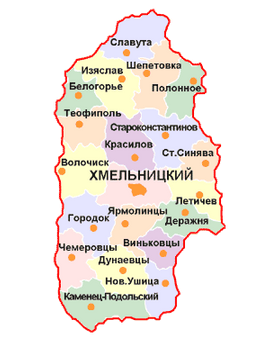 Славута
Шепетовка
Изяслав
Белогорье
Полонное
Теофиполь
Староконстантинов
Красилов
Ст.Синява
Волочиск
ХМЕЛЬНИЦКИЙ
Летичев
Ярмолинцы
Городок
Деражня
Виньковцы
Чемеровцы
Дунаевцы
Нов.Ушица
Каменец-Подольский